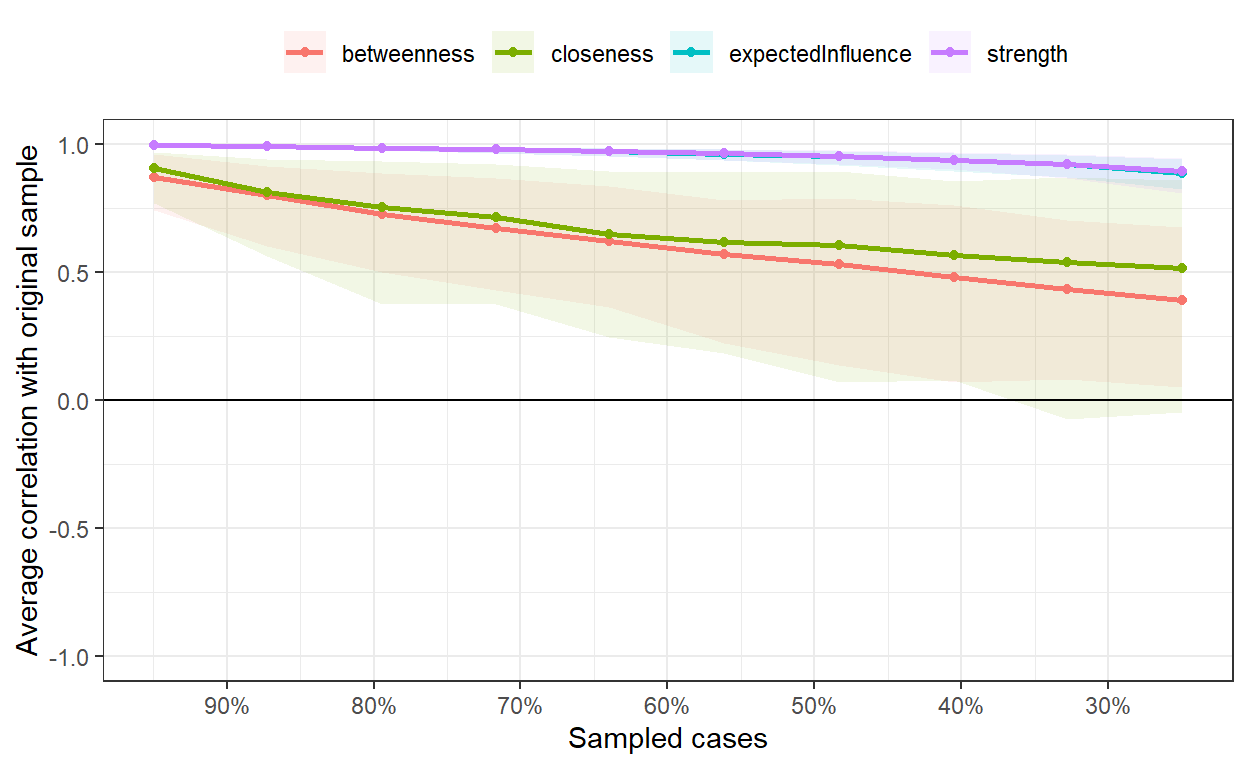 betweenness closeness expectedInfluence strength
Average correlation with original sample
1.0
0.5
0.0
-0.5
-1.0
90% 80% 70% 60% 50% 40% 30%
Sampled cases